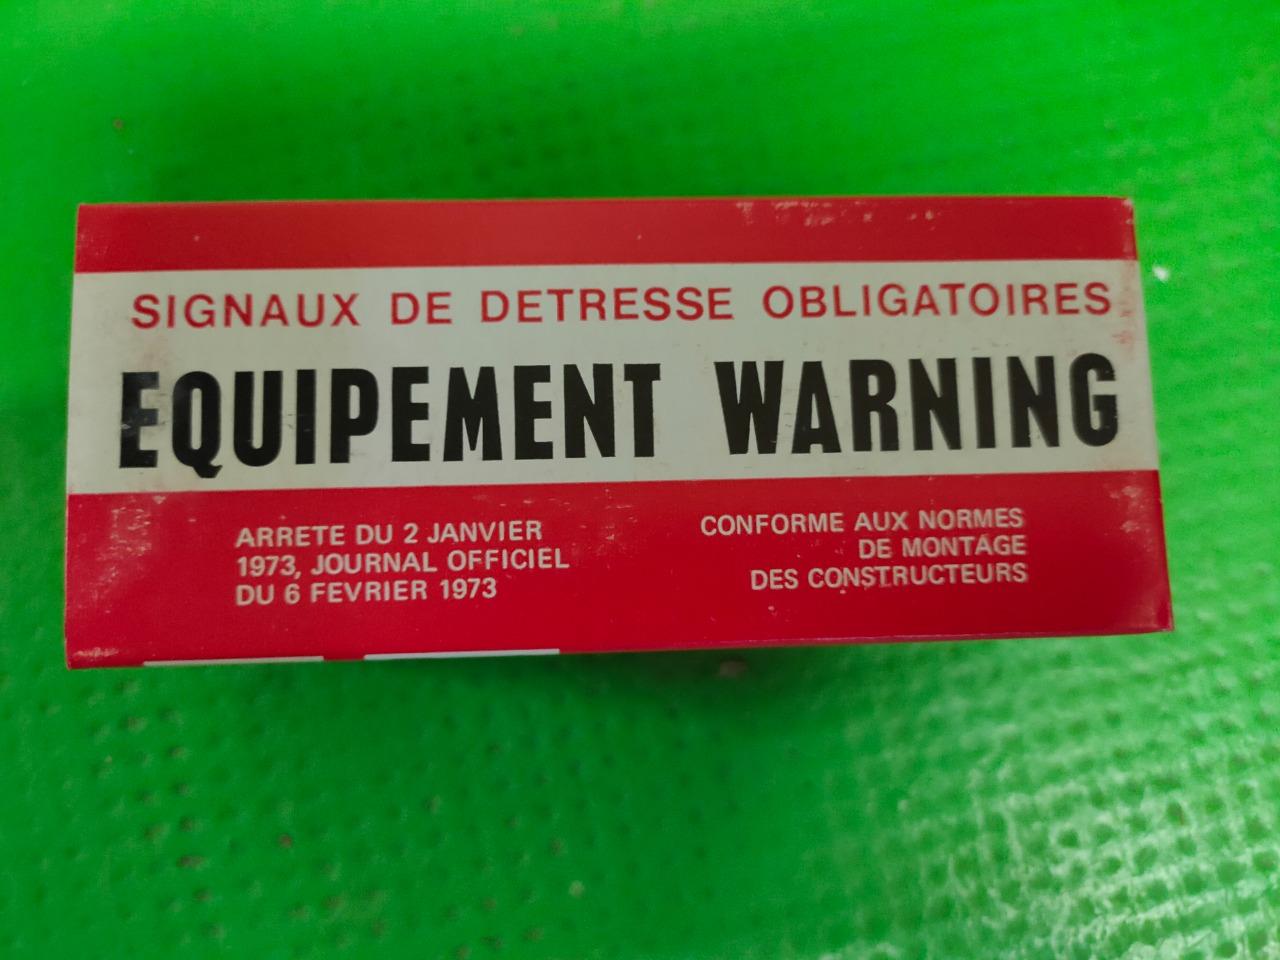 SIGNAUX DE DETRESSE OBLIGATOIRES
EQUIPEMENT WARNING
ARRETE DU 2 JANVIER
1973, JOURNAL OFFICIEL
DU 6 FEVRIER 1973
CONFORME AUX NORMES
DE MONTAGE
DES CONSTRUCTEURS